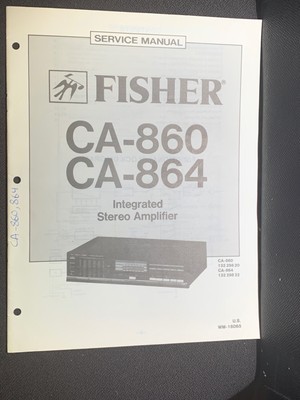 SERVICE MANUAL
FISHER®
CA-860
CA-864
Integrated
Stereo Amplifier
CA-860
CA-864
U.S.
CA-860,864